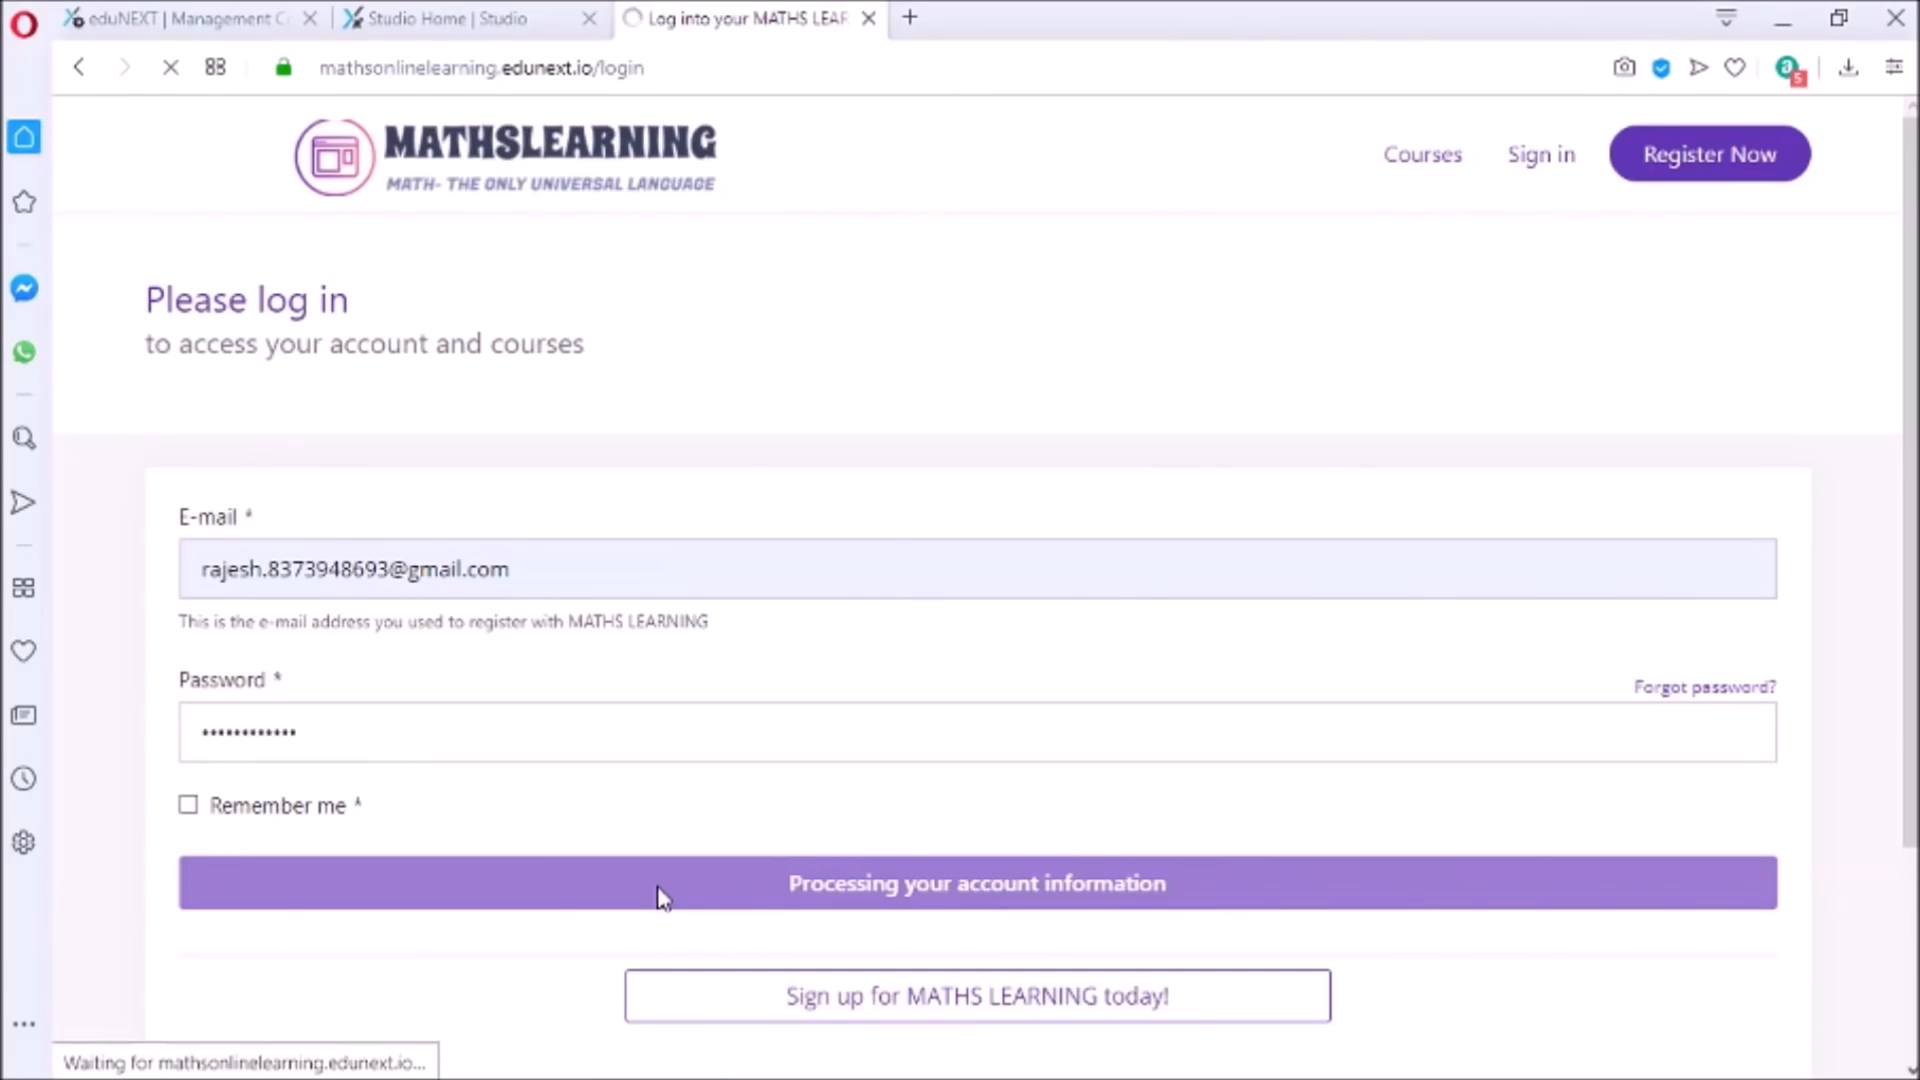 eduNEXT | Management C
Studio Home | Studio
Log into your MATHS LEAR
mathsonlinelearning.edunext.io/login
5
MATHSLEARNING
MATH- THE ONLY UNIVERSAL LANGUAGE
Courses
Sign in
Register Now
Please log in
to access your account and courses
E-mail *
rajesh.8373948693@gmail.com
This is the e-mail address you used to register with MATHS LEARNING
Password *
Forgot password?
••••••••••••
Remember me *
Processing your account information
Sign up for MATHS LEARNING today!
Waiting for mathsonlinelearning.edunext.io...